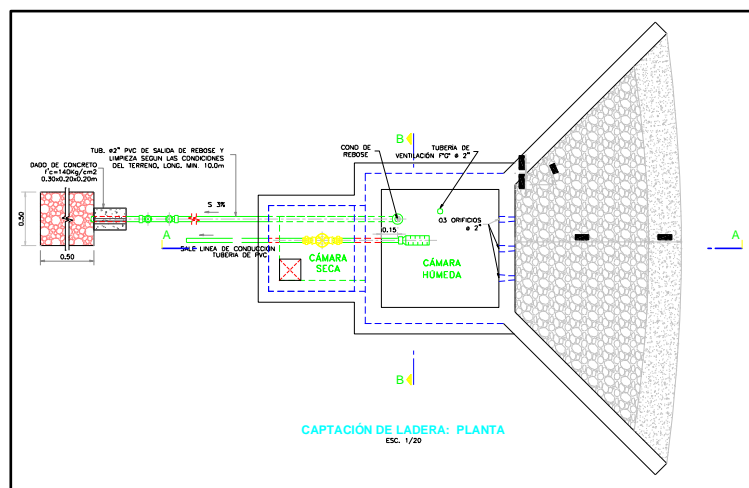 B
TUB. ø2" PVC DE SALIDA DE REBOSE Y
LIMPIEZA SEGUN LAS CONDICIONES
DEL TERRENO, LONG. MIN. 10.0m
CONO DE
REBOSE
TUBERÍA DE
VENTILACIÓN FºGº ø 2"
DADO DE CONCRETO
f'c=140Kg/cm2
0.30x0.20x0.20m
S 3%
0.50
0.50
A
0.15
03 ORIFICIOS
ø 2"
A
SALE LINEA DE CONDUCCION
TUBERIA DE PVC
CÁMARA
SECA
CÁMARA
HÚMEDA
B
CAPTACIÓN DE LADERA: PLANTA
ESC. 1/20